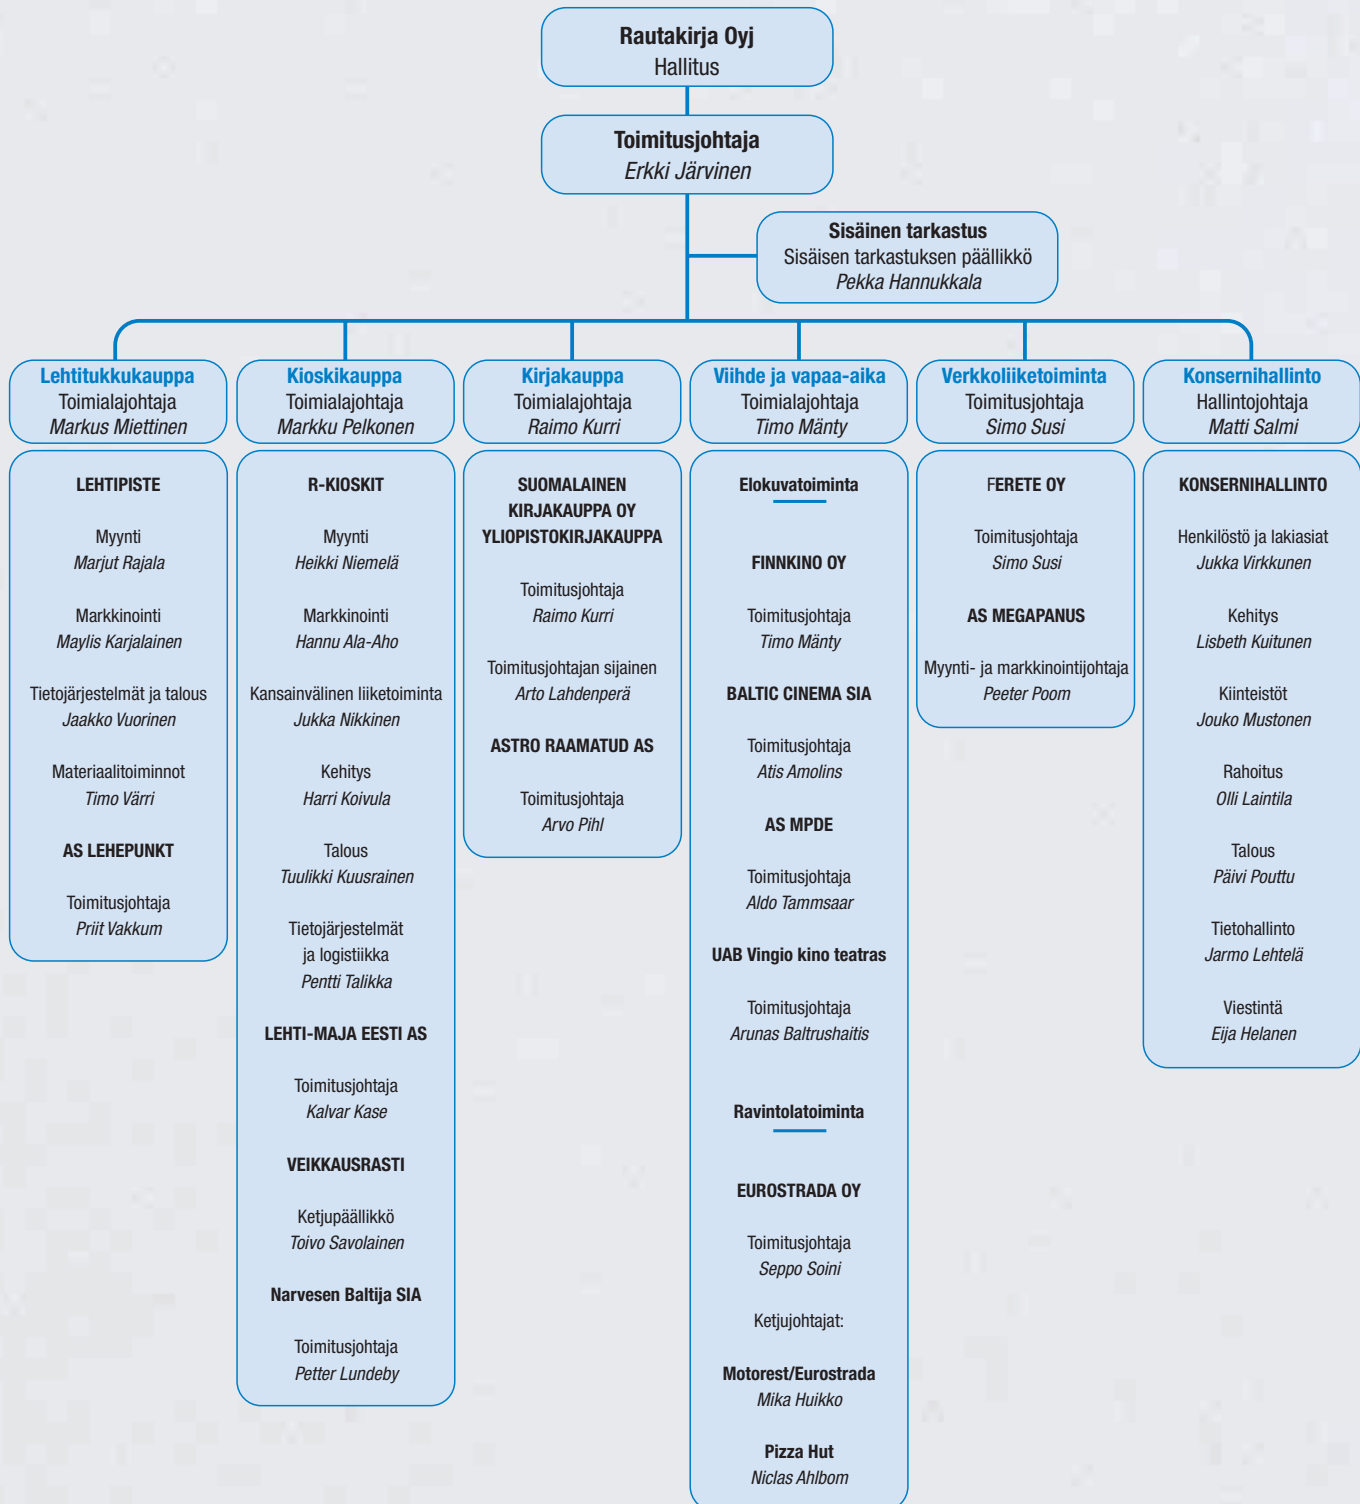 Rautakirja Oyj
Hallitus
Toimitusjohtaja
Erkki Järvinen
Sisäinen tarkastus
Sisäisen tarkastuksen päällikkö
Pekka Hannukkala
Lehtitukkukauppa
Toimialajohtaja
Markus Miettinen
LEHTIPISTE
Myynti
Marjut Rajala
Markkinointi
Maylis Karjalainen
Tietojärjestelmät ja talous
Jaakko Vuorinen
Materiaalitoiminnot
Timo Värri
AS LEHEPUNKT
Toimitusjohtaja
Priit Vakkum
Kioskikauppa
Toimialajohtaja
Markku Pelkonen
R-KIOSKIT
Myynti
Heikki Niemelä
Markkinointi
Hannu Ala-Aho
Kansainvälinen liiketoiminta
Jukka Nikkinen
Kehitys
Harri Koivula
Talous
Tuulikki Kuusrainen
Tietojärjestelmät
ja logistiikka
Pentti Talikka
LEHTI-MAJA EESTI AS
Toimitusjohtaja
Kalvar Kase
VEIKKAUSRASTI
Ketjupäällikkö
Toivo Savolainen
Narvesen Baltija SIA
Toimitusjohtaja
Petter Lundeby
Kirjakauppa
Toimialajohtaja
Raimo Kurri
SUOMALAINEN
KIRJAKAUPPA OY
YLIOPISTOKIRJAKAUPPA
Toimitusjohtaja
Raimo Kurri
Toimitusjohtajan sijainen
Arto Lahdenperä
ASTRO RAAMATUD AS
Toimitusjohtaja
Arvo Pihl
Viihde ja vapaa-aika
Toimialajohtaja
Timo Mänty
Elokuvatoiminta
FINNKINO OY
Toimitusjohtaja
Timo Mänty
BALTIC CINEMA SIA
Toimitusjohtaja
Atis Amolins
AS MPDE
Toimitusjohtaja
Aldo Tammsaar
UAB Vingio kino teatras
Toimitusjohtaja
Arunas Baltrushaitis
Ravintolatoiminta
EUROSTRADA OY
Toimitusjohtaja
Seppo Soini
Ketjujohtajat:
Motorest/Eurostrada
Mika Huikko
Pizza Hut
Niclas Ahlbom
Verkkoliiketoiminta
Toimitusjohtaja
Simo Susi
FERETE OY
Toimitusjohtaja
Simo Susi
AS MEGAPANUS
Myynti- ja markkinointijohtaja
Peeter Poom
Konsernihallinto
Hallintojohtaja
Matti Salmi
KONSERNIHALLINTO
Henkilöstö ja lakiasiat
Jukka Virkkunen
Kehitys
Lisbeth Kuitunen
Kiinteistöt
Jouko Mustonen
Rahoitus
Olli Laintila
Talous
Päivi Pouttu
Tietohallinto
Jarmo Lehtelä
Viestintä
Eija Helanen